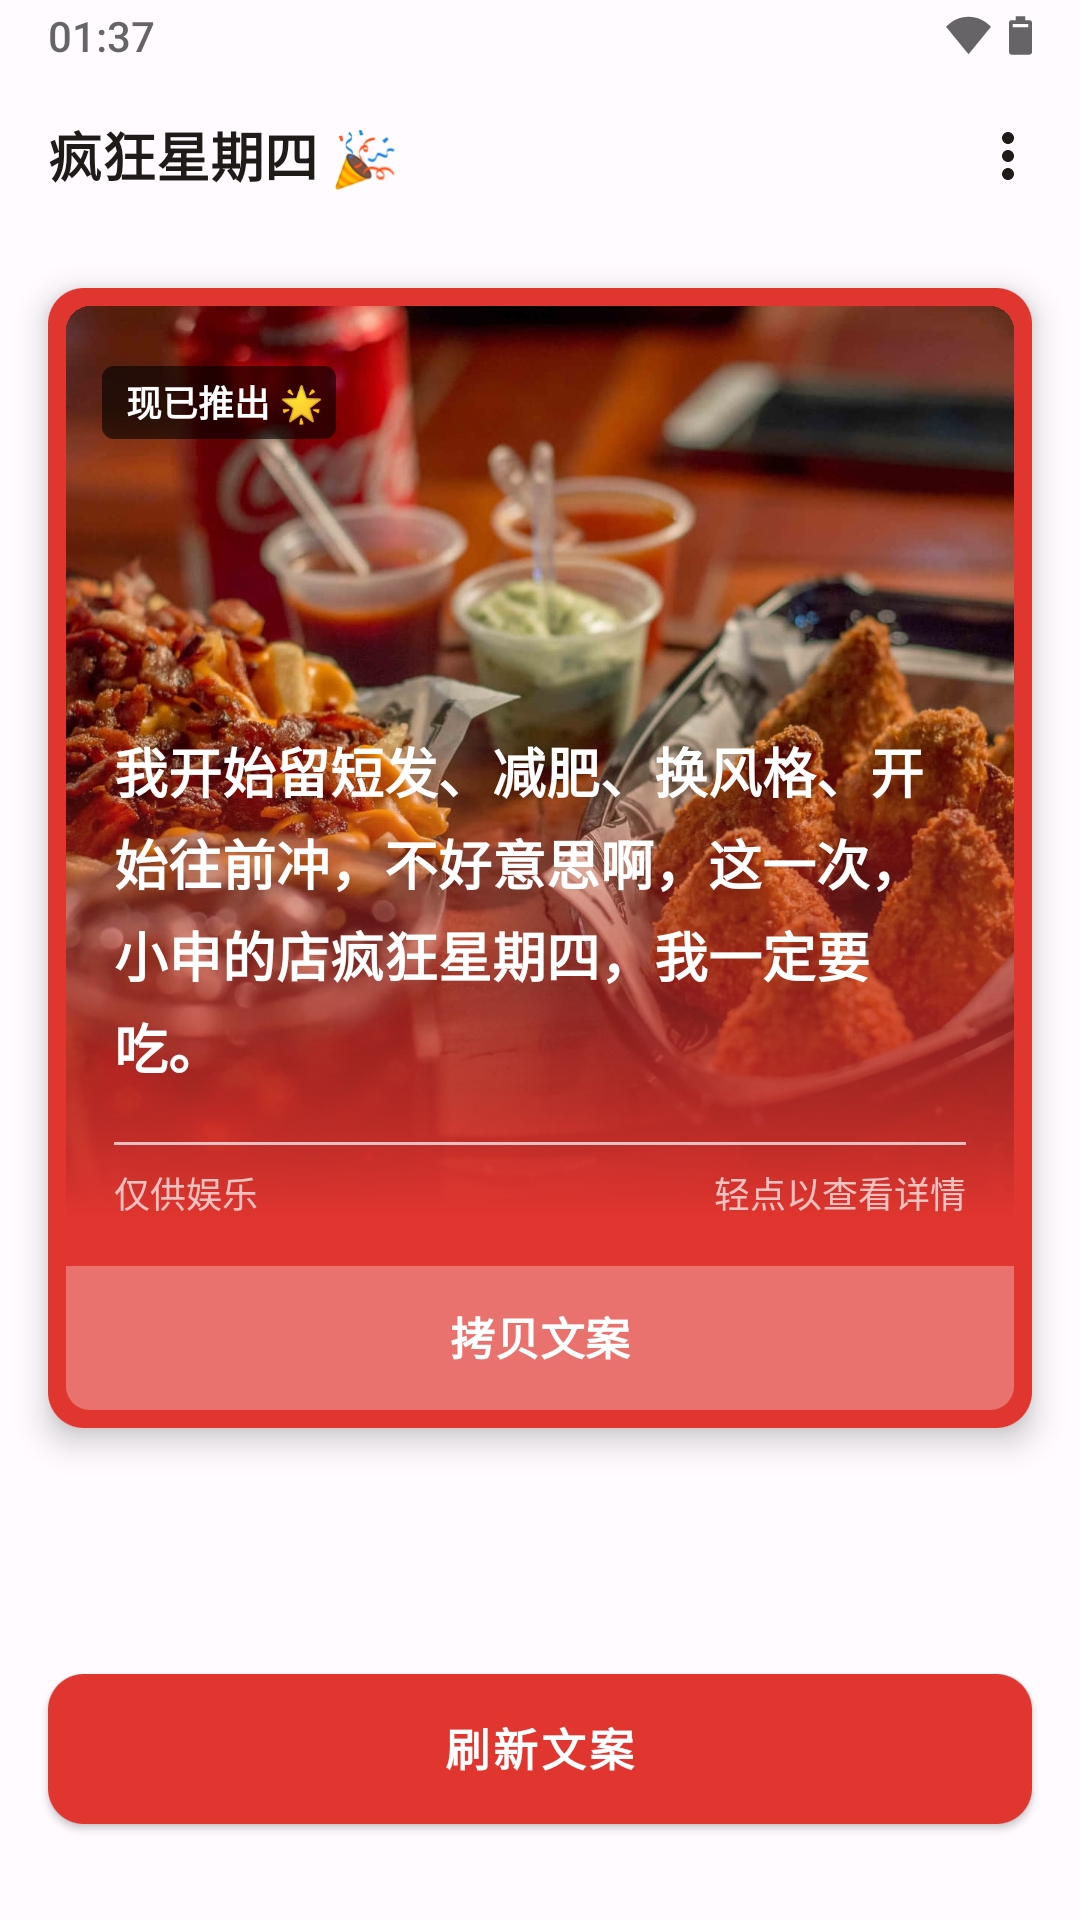 01:37
疯狂星期四 🎉
现已推出 🌟
我开始留短发、减肥、换风格、开
始往前冲，不好意思啊，这一次，
小申的店疯狂星期四，我一定要
吃。
仅供娱乐
轻点以查看详情
拷贝文案
刷新文案